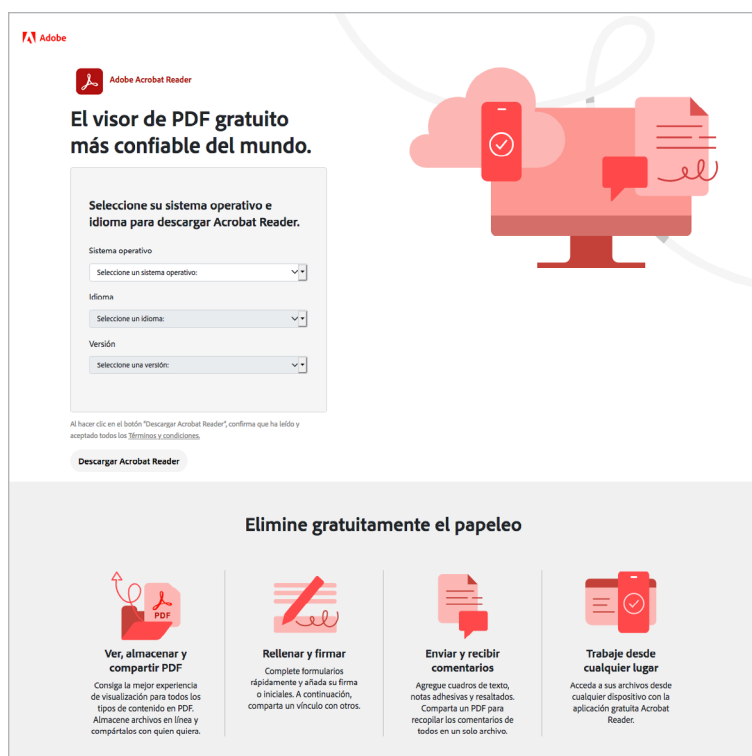 Adobe
Adobe Acrobat Reader
El visor de PDF gratuito
más confiable del mundo.
Seleccione su sistema operativo e
idioma para descargar Acrobat Reader.
Sistema operativo
Seleccione un sistema operativo:
Idioma
Seleccione un idioma:
Versión
Seleccione una versión:
Al hacer clic en el botón "Descargar Acrobat Reader", confirma que ha leído y
aceptado todos los Términos y condiciones.
Descargar Acrobat Reader
Elimine gratuitamente el papeleo
PDF
Ver, almacenar y
compartir PDF
Consiga la mejor experiencia
de visualización para todos los
tipos de contenido en PDF.
Almacene archivos en línea y
compártalos con quien quiera.
Rellenar y firmar
Complete formularios
rápidamente y añada su firma
o iniciales. A continuación,
comparta un vínculo con otros.
Enviar y recibir
comentarios
Agregue cuadros de texto,
notas adhesivas y resaltados.
Comparta un PDF para
recopilar los comentarios de
todos en un solo archivo.
Trabaje desde
cualquier lugar
Acceda a sus archivos desde
cualquier dispositivo con la
aplicación gratuita Acrobat
Reader.